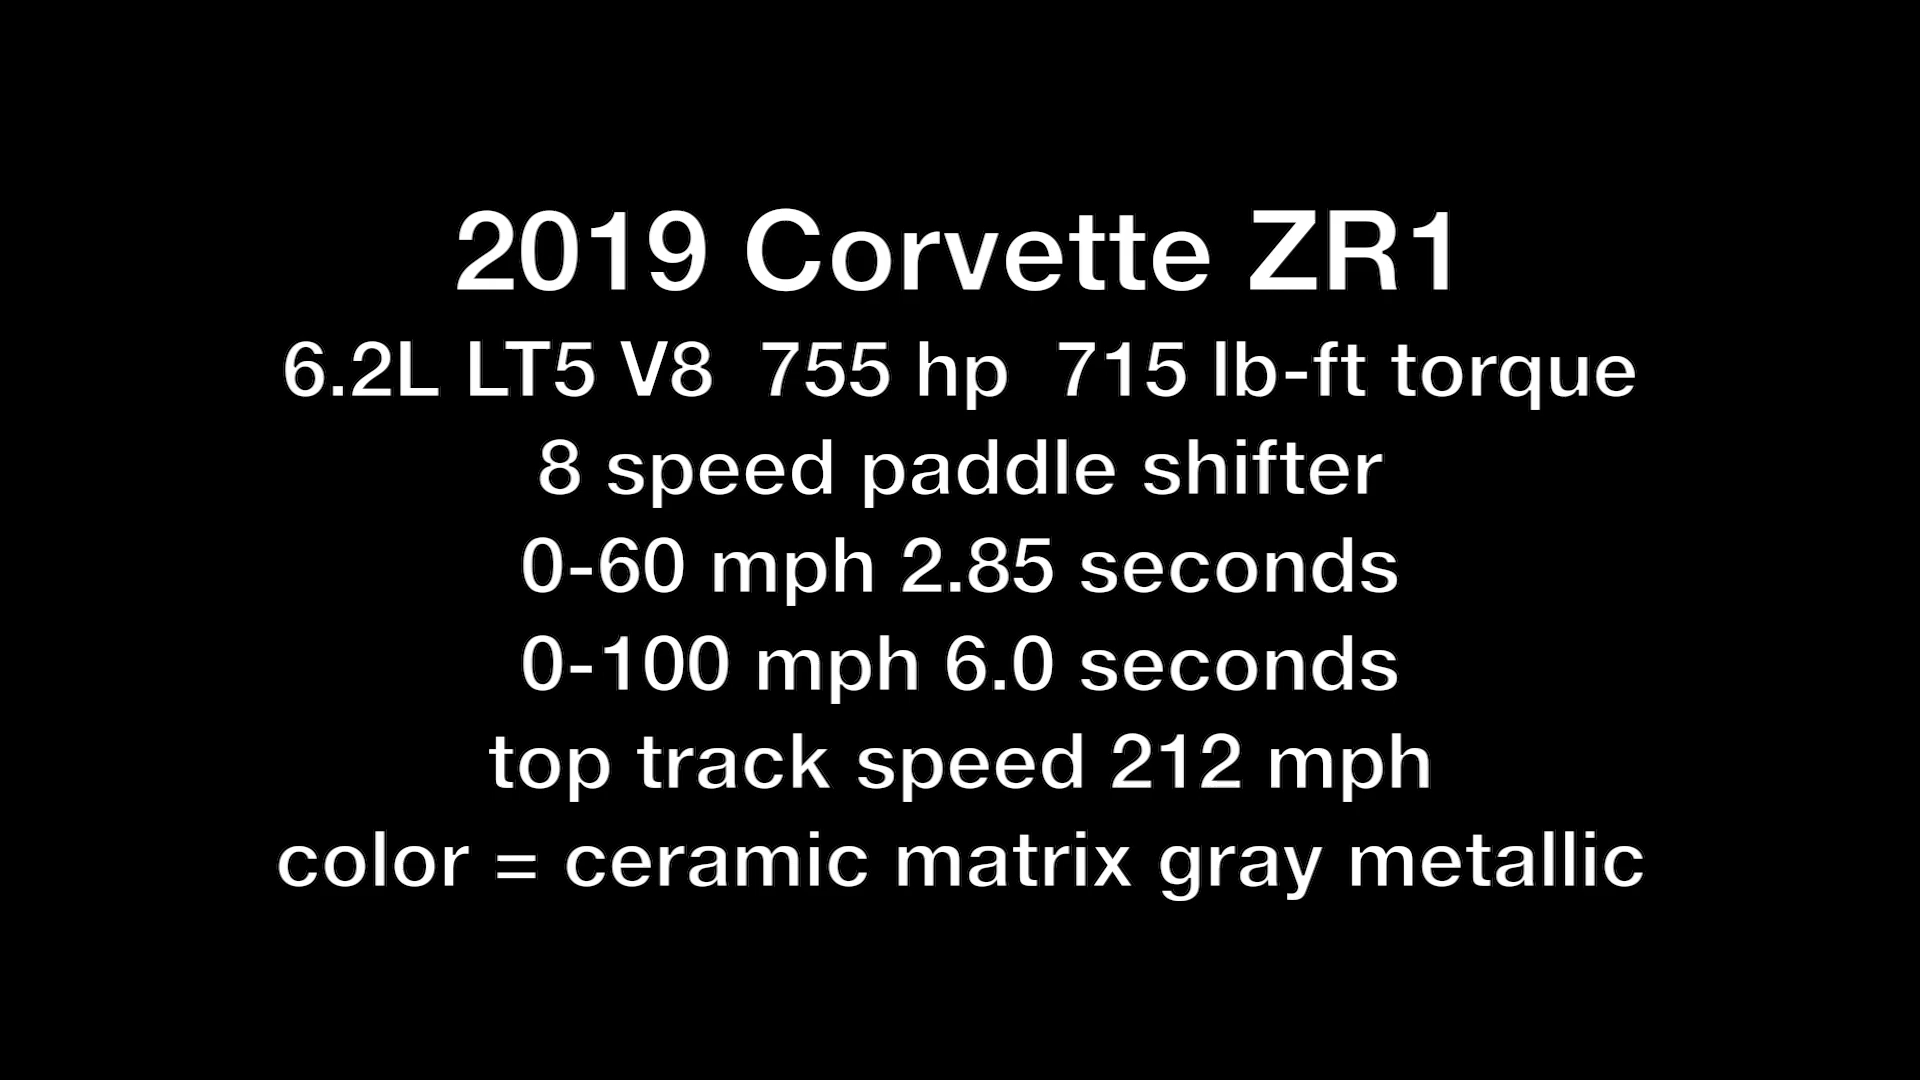 2019 Corvette ZR1
6.2L LT5 V8  755 hp  715 lb-ft torque
8 speed paddle shifter
0-60 mph 2.85 seconds
0-100 mph 6.0 seconds
top track speed 212 mph
color = ceramic matrix gray metallic